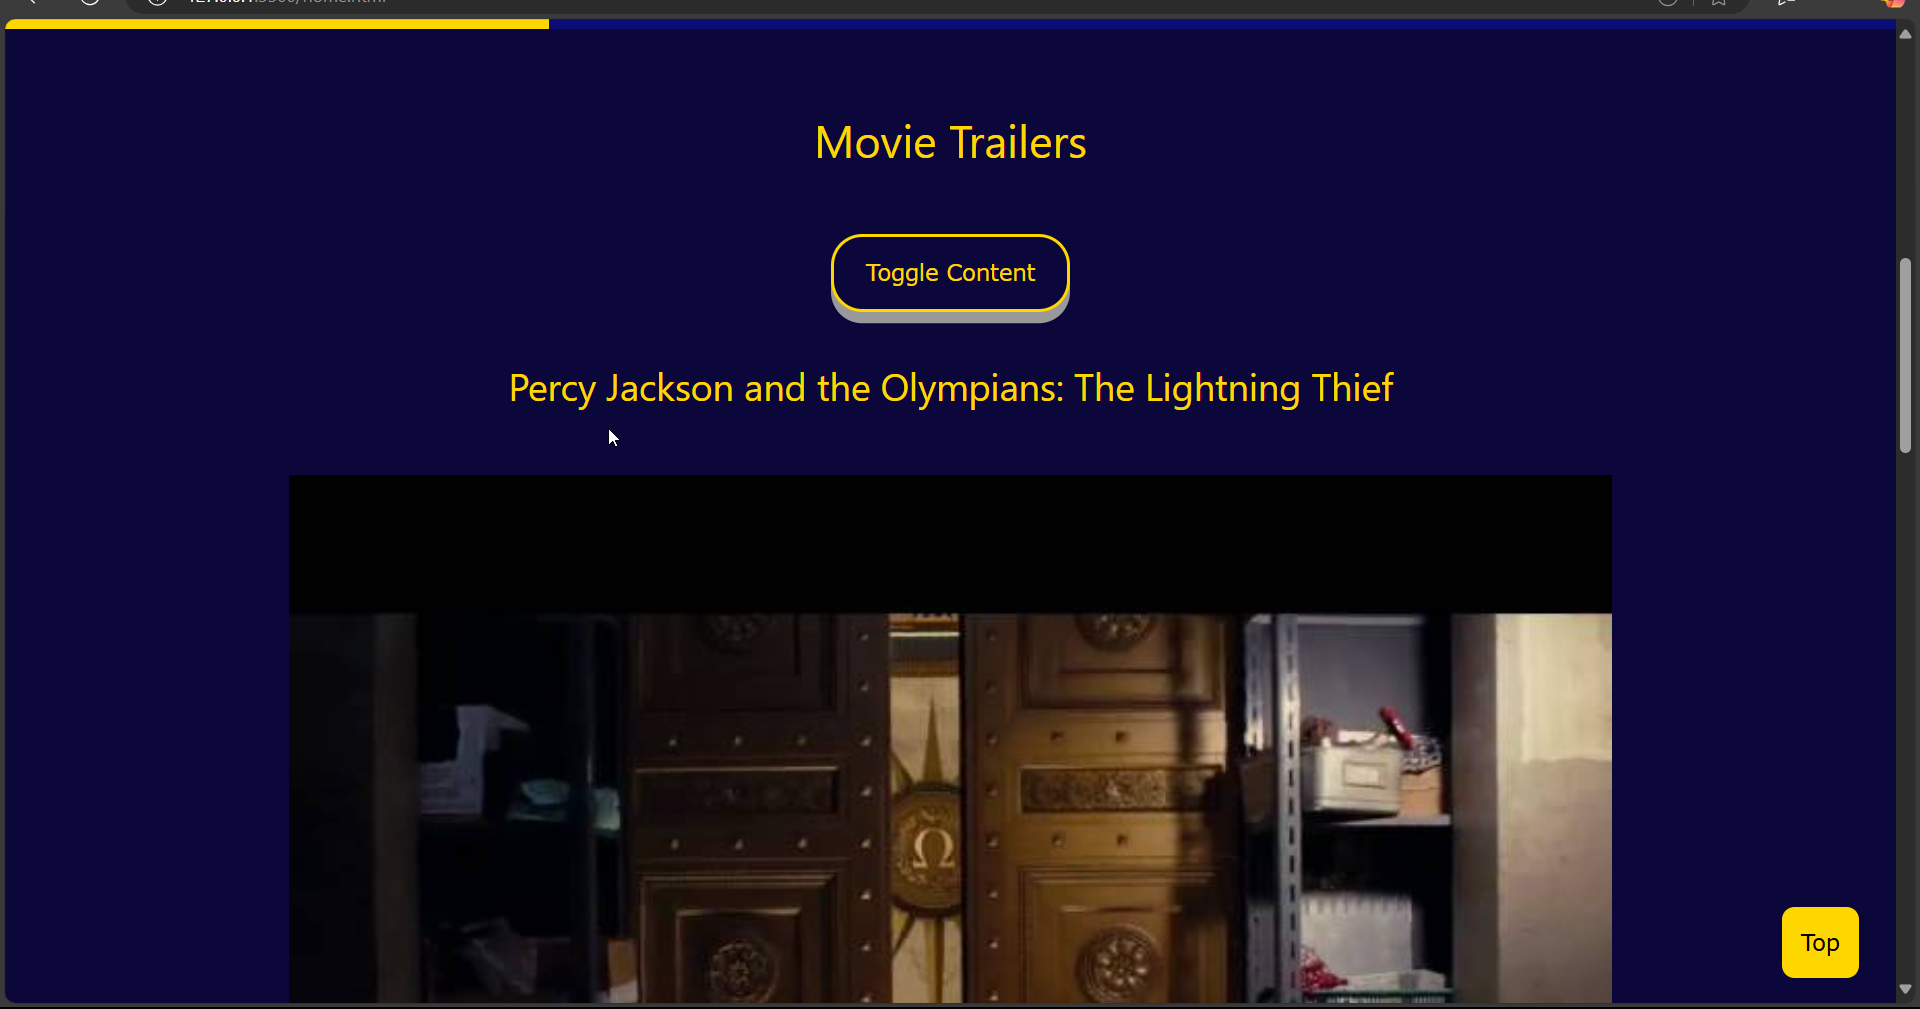 Movie Trailers
Toggle Content
Percy Jackson and the Olympians: The Lightning Thief
Ω
Top